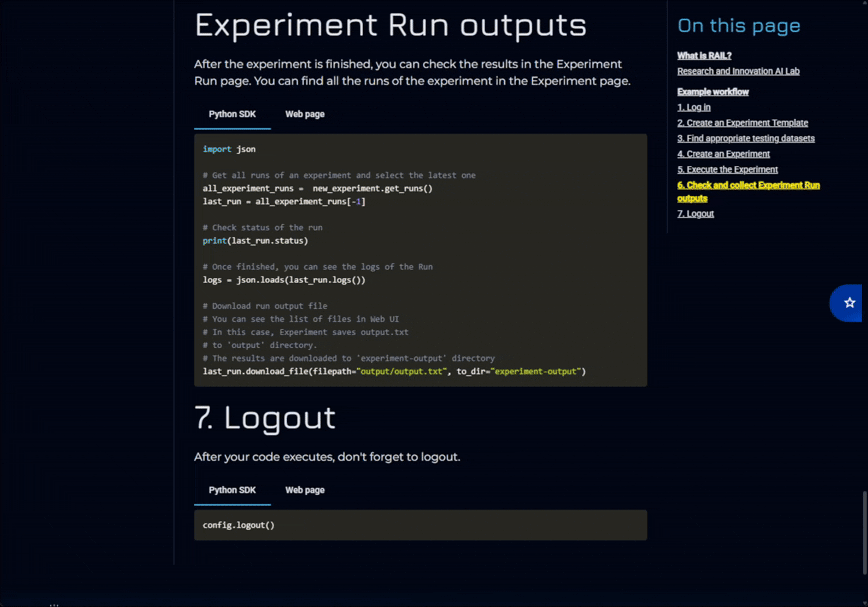 Experiment Run outputs
After the experiment is finished, you can check the results in the Experiment
Run page. You can find all the runs of the experiment in the Experiment page.
Python SDK
Web page
import json
# Get all runs of an experiment and select the latest one
all_experiment_runs =  new_experiment.get_runs()
last_run = all_experiment_runs[-1]
# Check status of the run
print(last_run.status)
# Once finished, you can see the logs of the Run
logs = json.loads(last_run.logs())
# Download run output file
# You can see the list of files in Web UI
# In this case, Experiment saves output.txt
# to 'output' directory.
# The results are downloaded to 'experiment-output' directory
last_run.download_file(filepath="output/output.txt", to_dir="experiment-output")
7. Logout
After your code executes, don't forget to logout.
Python SDK
Web page
config.logout()
On this page
What is RAIL?
Research and Innovation AI Lab
Example workflow
1. Log in
2. Create an Experiment Template
3. Find appropriate testing datasets
4. Create an Experiment
5. Execute the Experiment
6. Check and collect Experiment Run
outputs
7. Logout